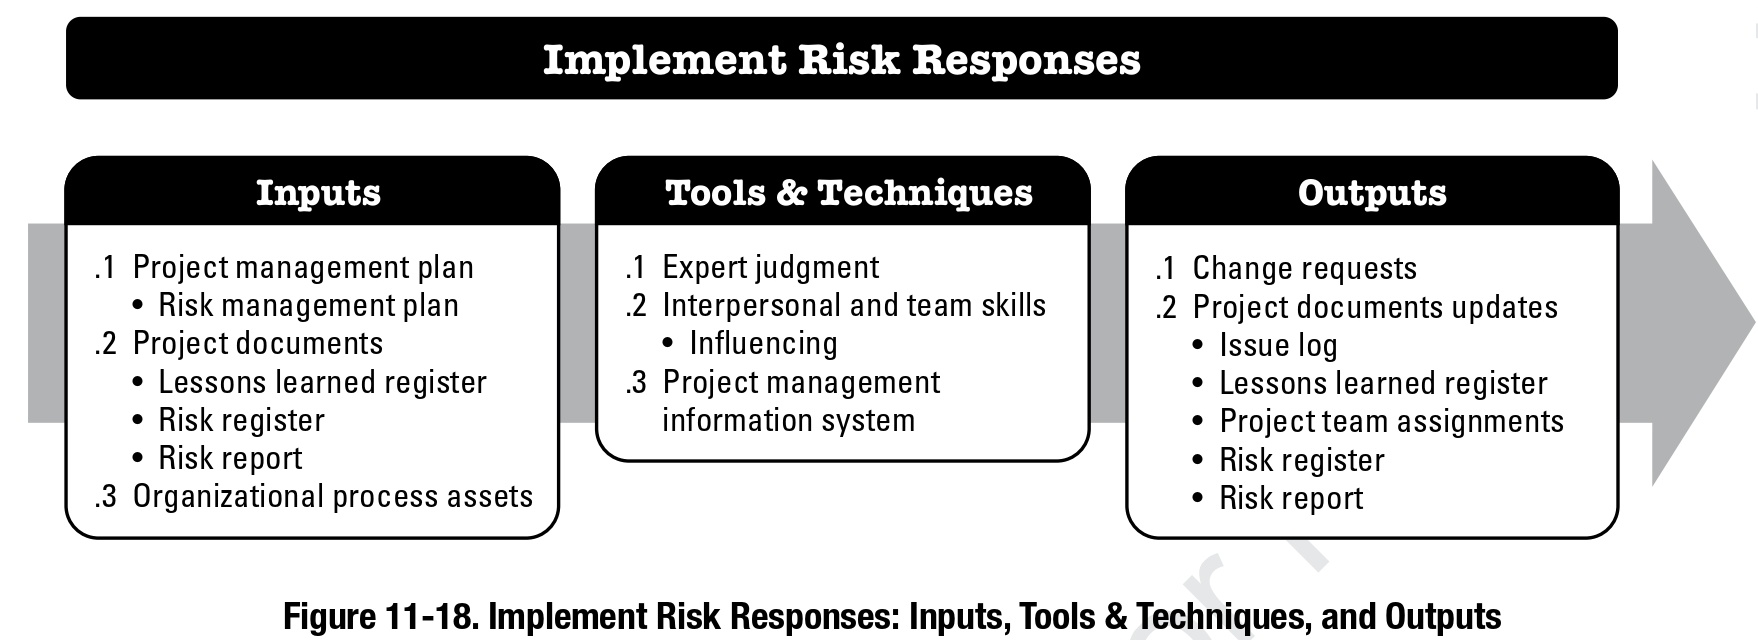 Implement Risk Responses
Inputs
.1 Project management plan
• Risk management plan
.2 Project documents
• Lessons learned register
• Risk register
• Risk report
.3 Organizational process assets
Tools & Techniques
.1 Expert judgment
.2 Interpersonal and team skills
• Influencing
.3 Project management
information system
Outputs
.1 Change requests
.2 Project documents updates
• Issue log
• Lessons learned register
• Project team assignments
• Risk register
• Risk report
Figure 11-18. Implement Risk Responses: Inputs, Tools & Techniques, and Outputs